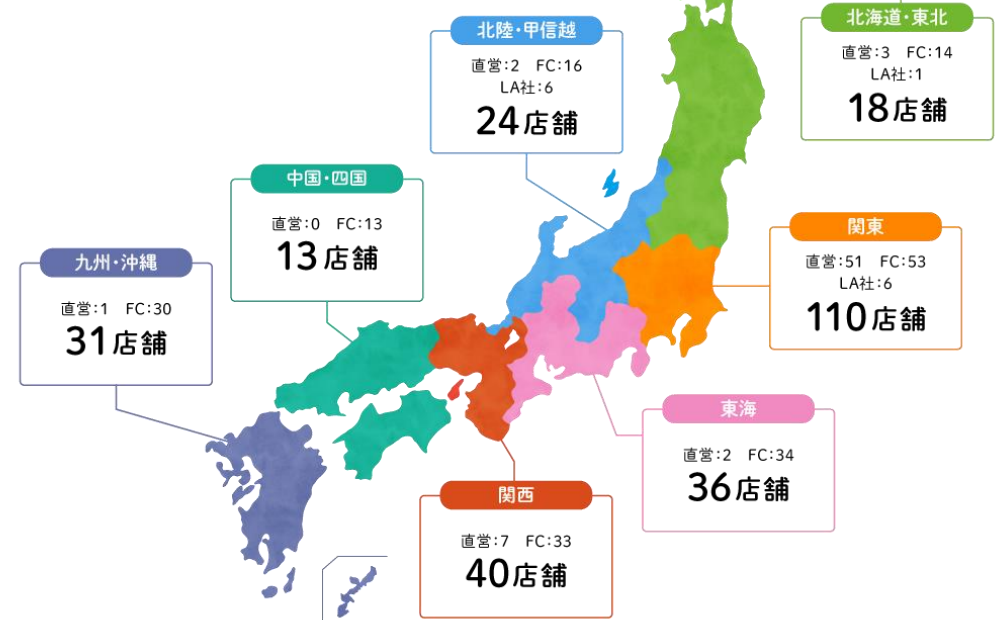 北海道・東北
直営:3 FC:14
LA社:1
18店舗
北陸・甲信越
直営:2 FC:16
LA社:6
24店舗
中国・四国
直営:0 FC:13
13店舗
関東
直営:51 FC:53
LA社:6
110店舗
九州・沖縄
直営:1 FC:30
31店舗
東海
直営:2 FC:34
36店舗
関西
直営:7 FC:33
40店舗